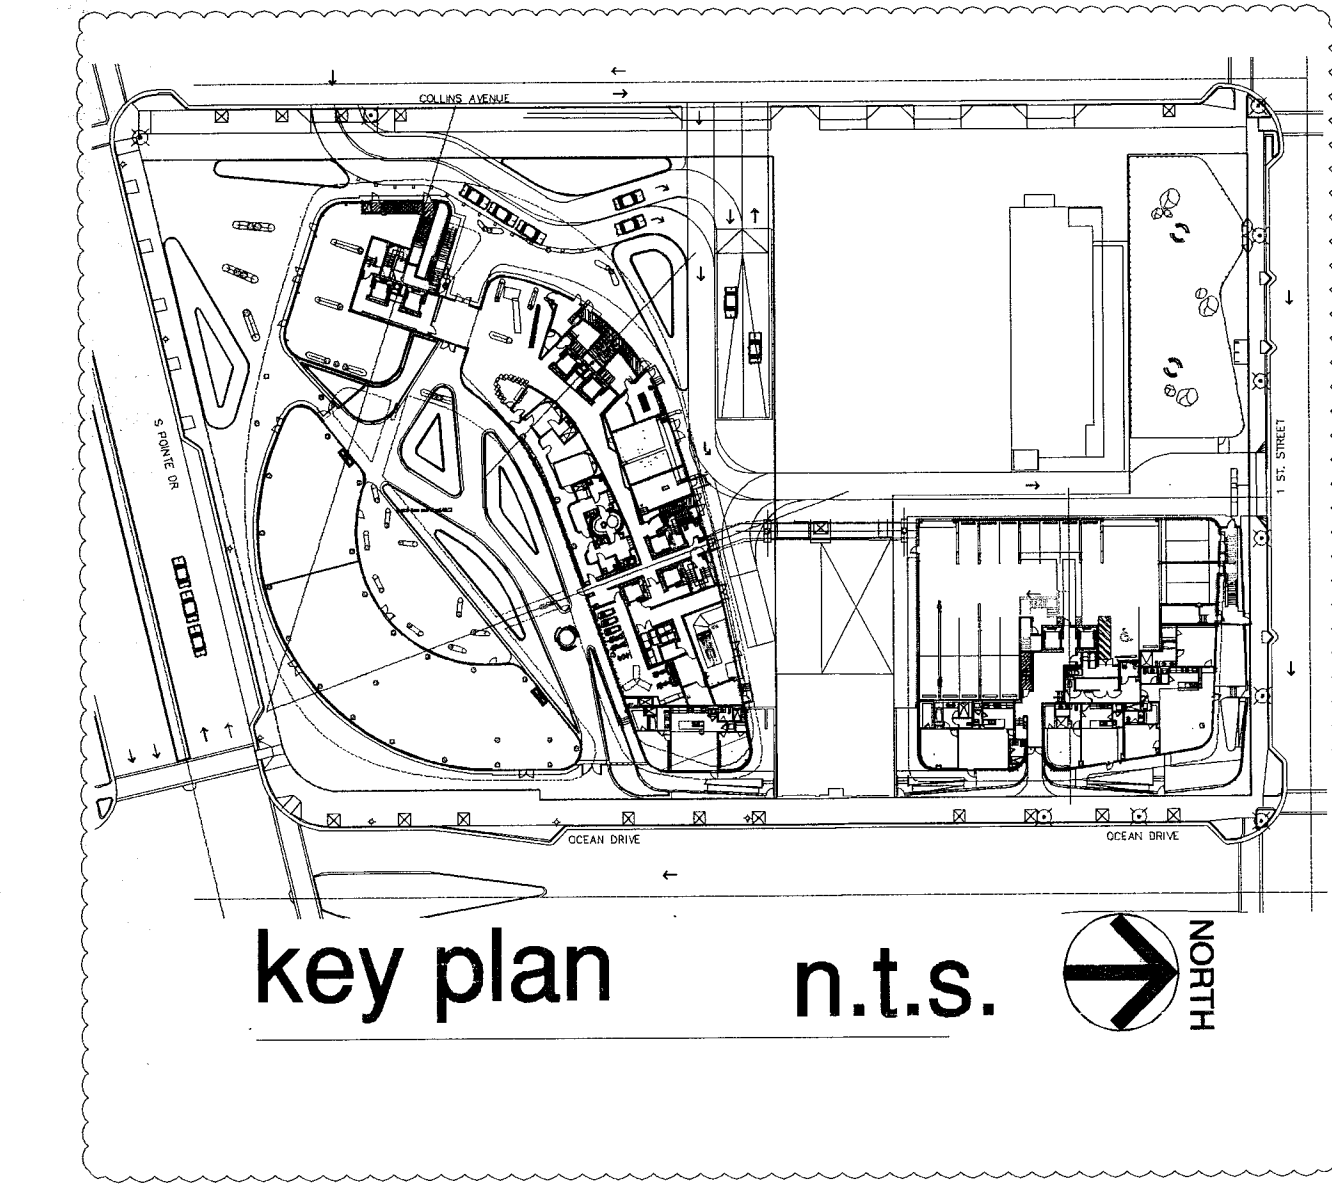 COLLINS AVENUE
S POINTE DR
1 ST. STREET
OCEAN DRIVE
OCEAN DRIVE
key plan n.t.s.
NORTH